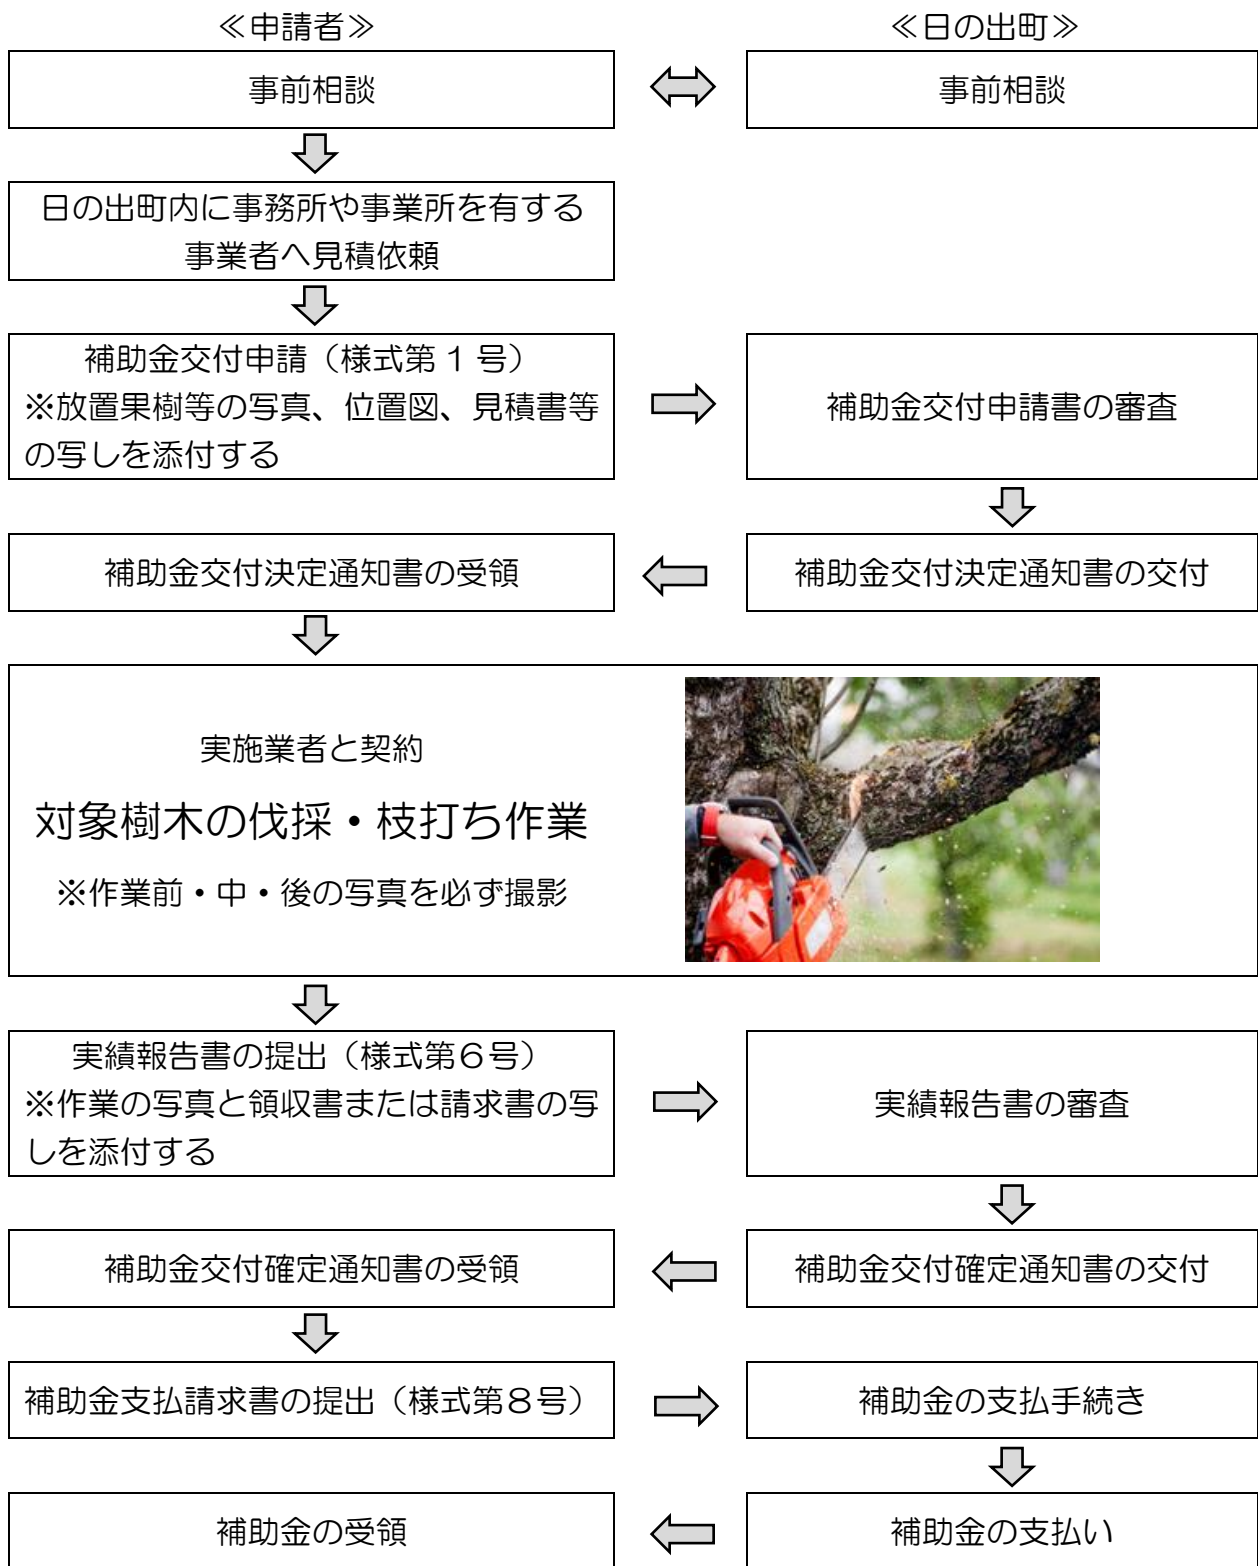 ≪申請者≫
≪日の出町≫
事前相談
事前相談
日の出町内に事務所や事業所を有する
事業者へ見積依頼
補助金交付申請（様式第 1 号）
※放置果樹等の写真、位置図、見積書等
の写しを添付する
補助金交付申請書の審査
補助金交付決定通知書の受領
補助金交付決定通知書の交付
実施業者と契約
対象樹木の伐採・枝打ち作業
※作業前・中・後の写真を必ず撮影
実績報告書の提出（様式第６号）
※作業の写真と領収書または請求書の写
しを添付する
実績報告書の審査
補助金交付確定通知書の受領
補助金交付確定通知書の交付
補助金支払請求書の提出（様式第８号）
補助金の支払手続き
補助金の受領
補助金の支払い